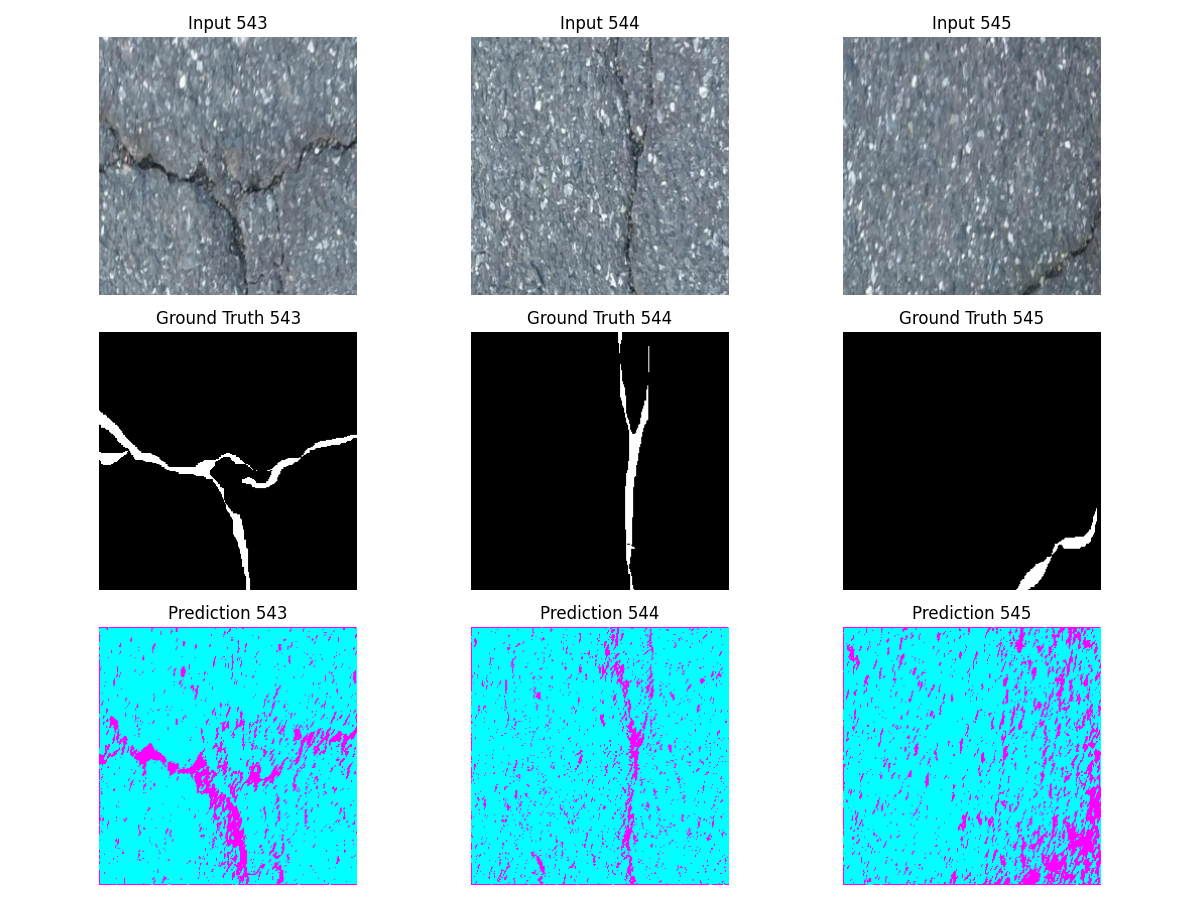 Input 543
Input 544
Input 545
Ground Truth 543
Ground Truth 544
Ground Truth 545
Prediction 543
Prediction 544
Prediction 545